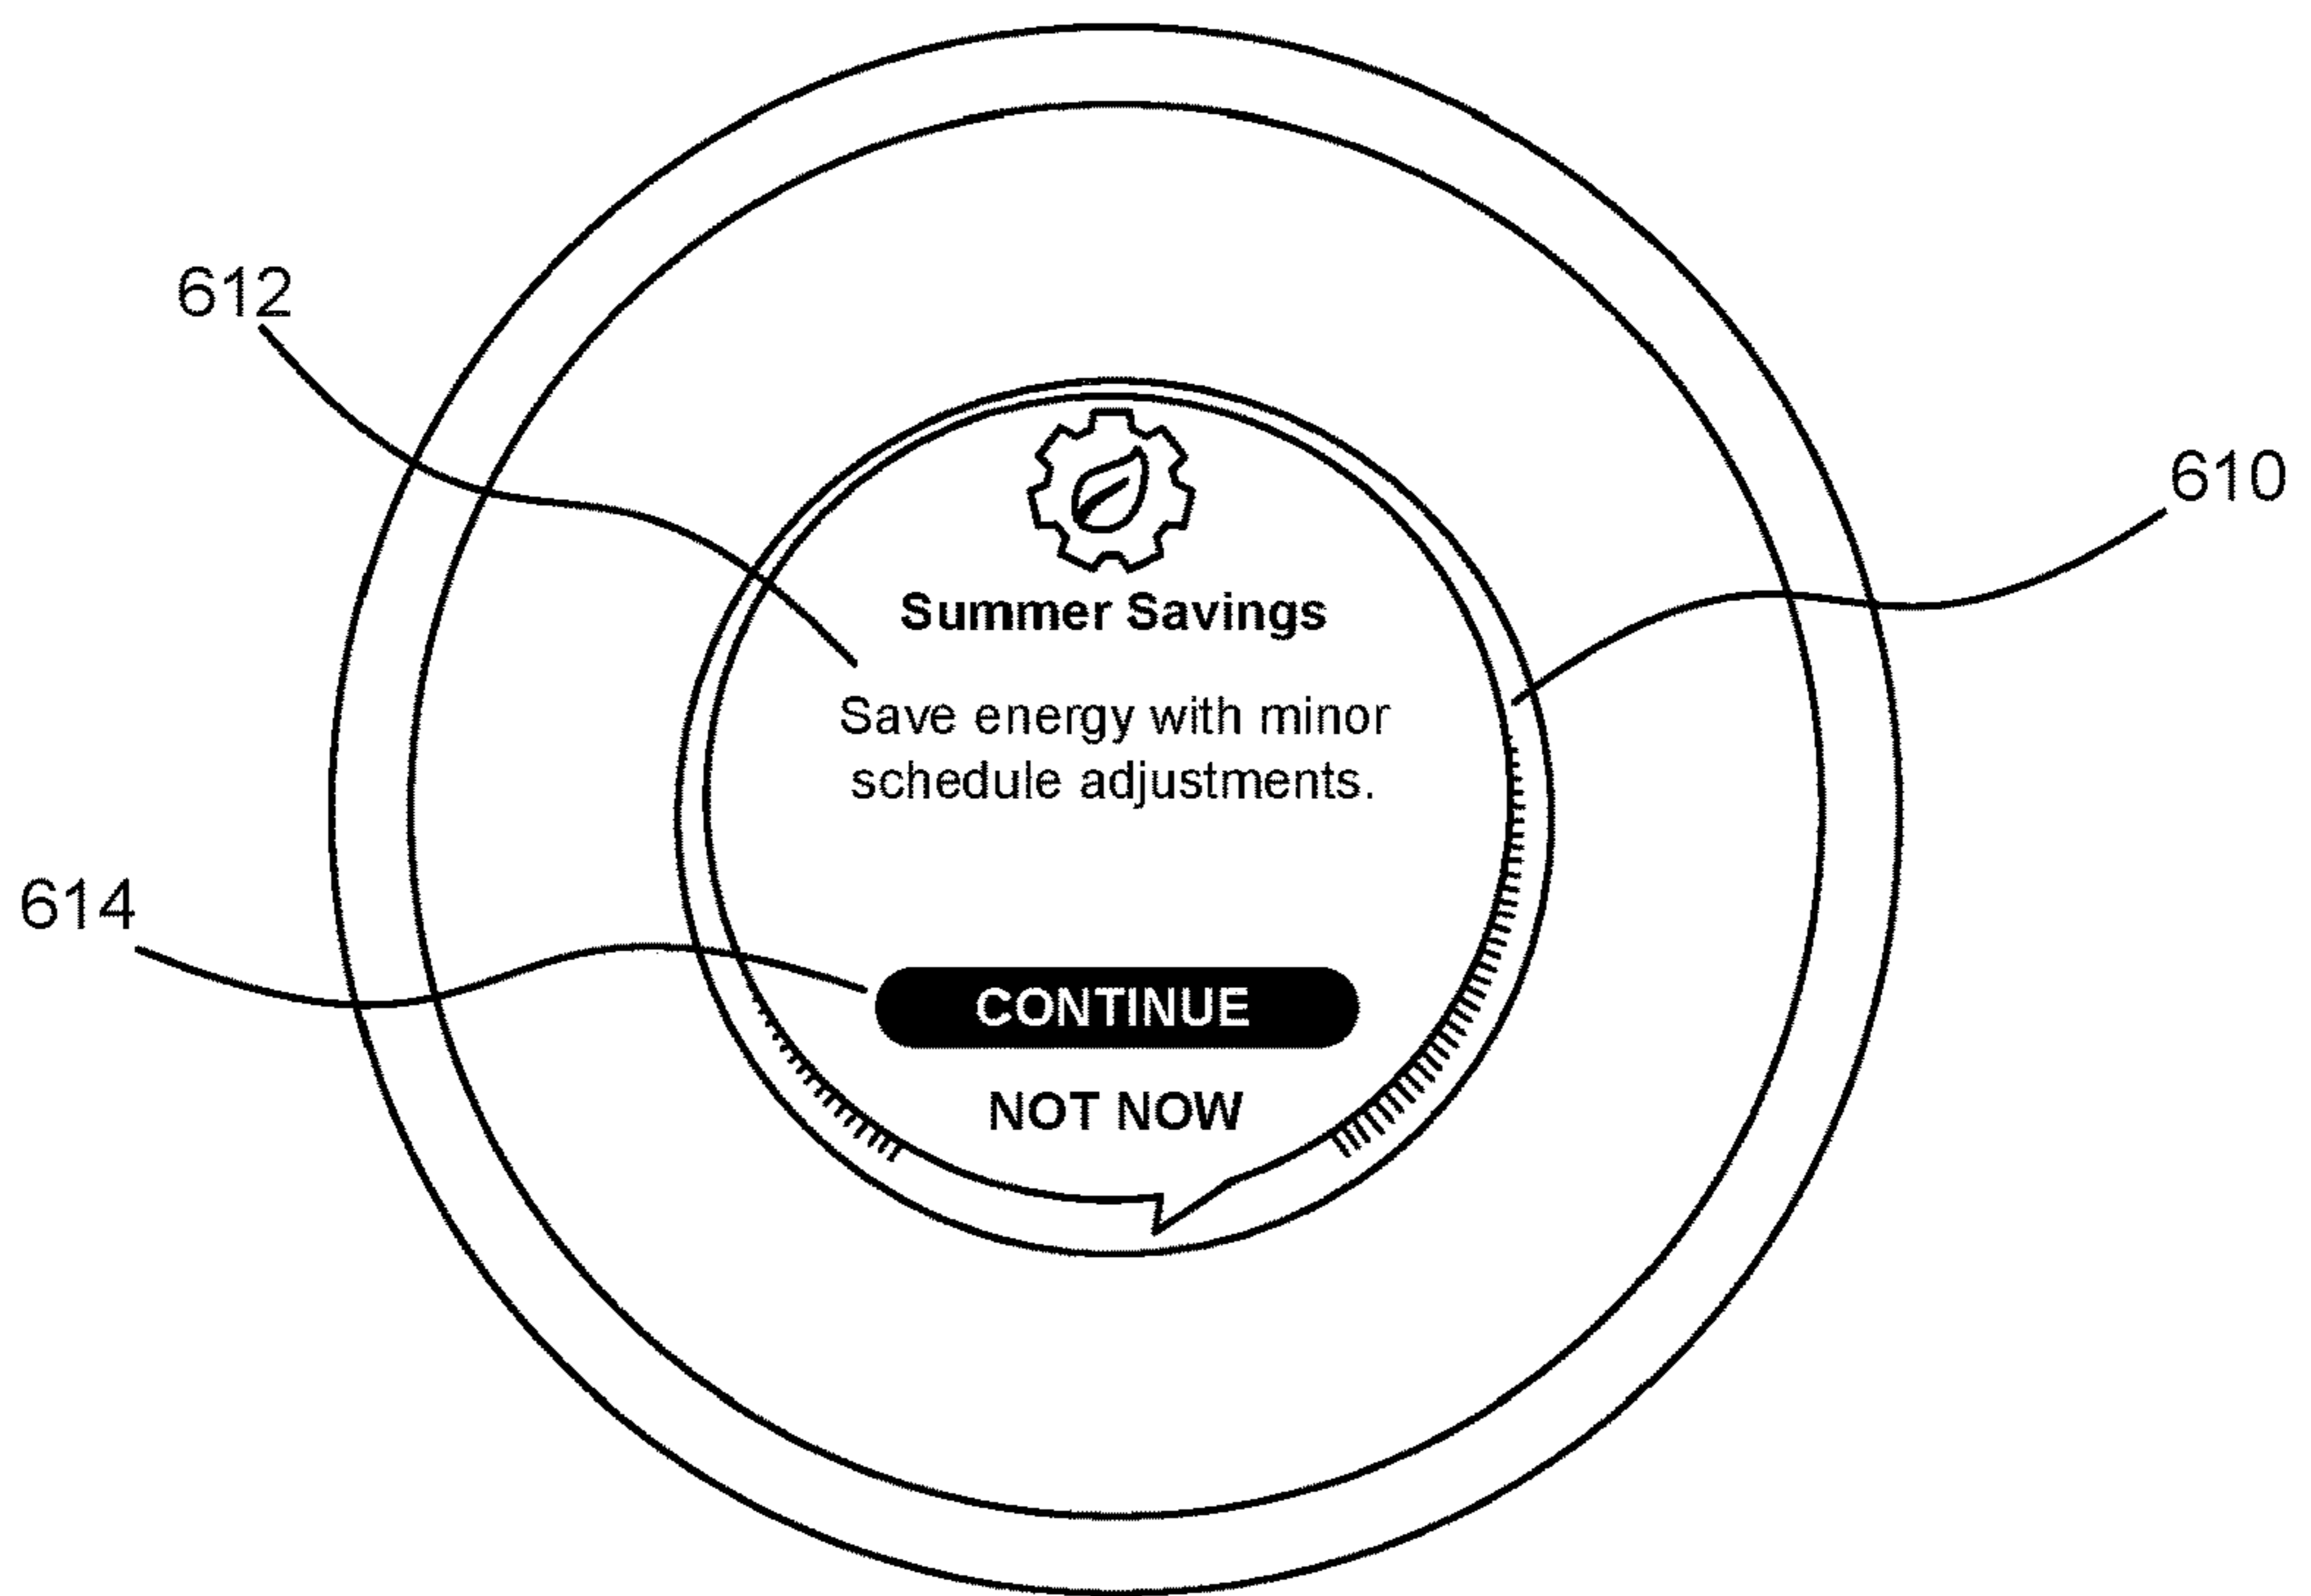 612
610
Summer Savings
Save energy with minor
schedule adjustments.
614
CONTINUE
NOT NOW